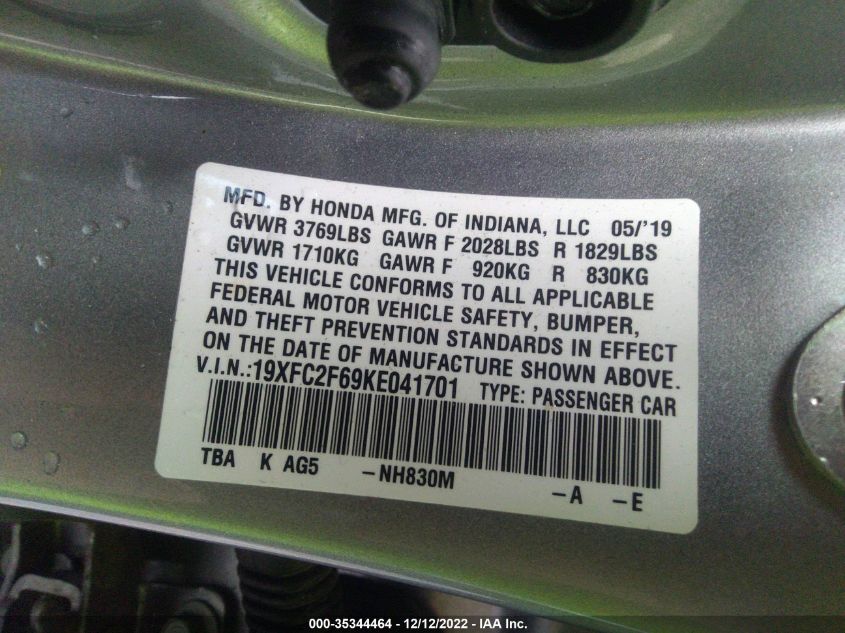 MFD. BY HONDA MFG. OF INDIANA, LLC 05/'19
GVWR 3769LBS GAWR F 2028LBS R 1829LBS
GVWR 1710KG GAWR F 920KG R 830KG
THIS VEHICLE CONFORMS TO ALL APPLICABLE
FEDERAL MOTOR VEHICLE SAFETY, BUMPER,
AND THEFT PREVENTION STANDARDS IN EFFECT
ON THE DATE OF MANUFACTURE SHOWN ABOVE.
V.I.N.:19XFC2F69KE041701 TYPE: PASSENGER CAR
TBA K AG5 –NH830M –A –E
000-35344464 - 12/12/2022 - IAA Inc.